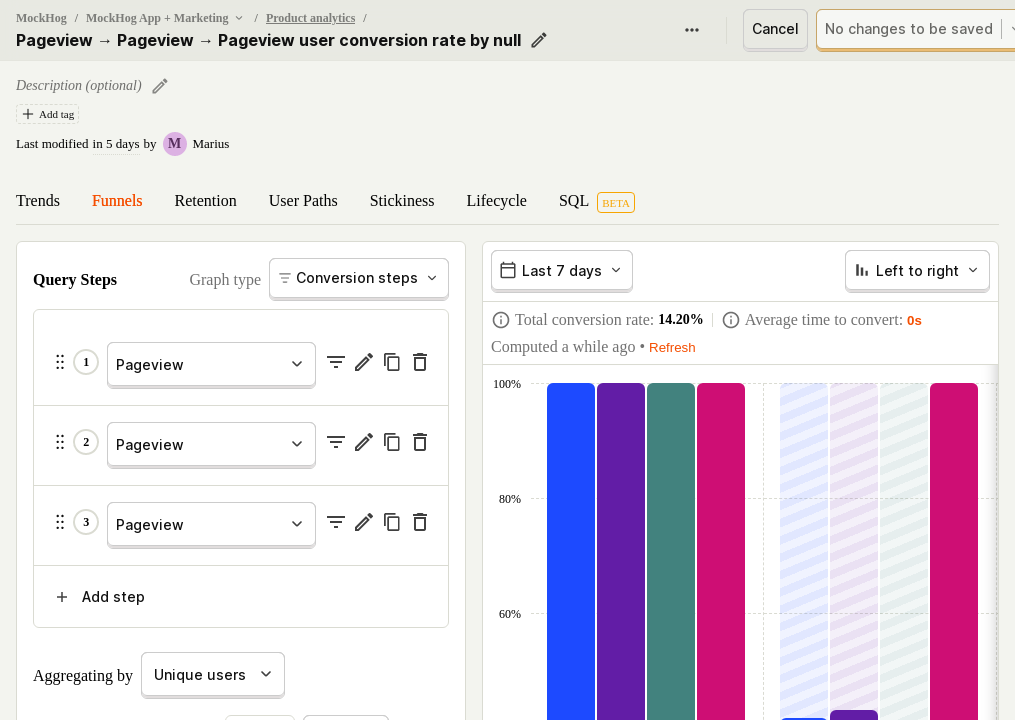 MockHog / MockHog App + Marketing / Product analytics /
Pageview → Pageview → Pageview user conversion rate by null
Cancel
No changes to be saved
Description (optional)
Add tag
Last modified in 5 days by M Marius
Trends Funnels Retention User Paths Stickiness Lifecycle SQL BETA
Query Steps
Graph type
Conversion steps
1 Pageview
2 Pageview
3 Pageview
Add step
Aggregating by Unique users
Last 7 days
Left to right
Total conversion rate: 14.20% Average time to convert: 0s
Computed a while ago • Refresh
100%
80%
60%